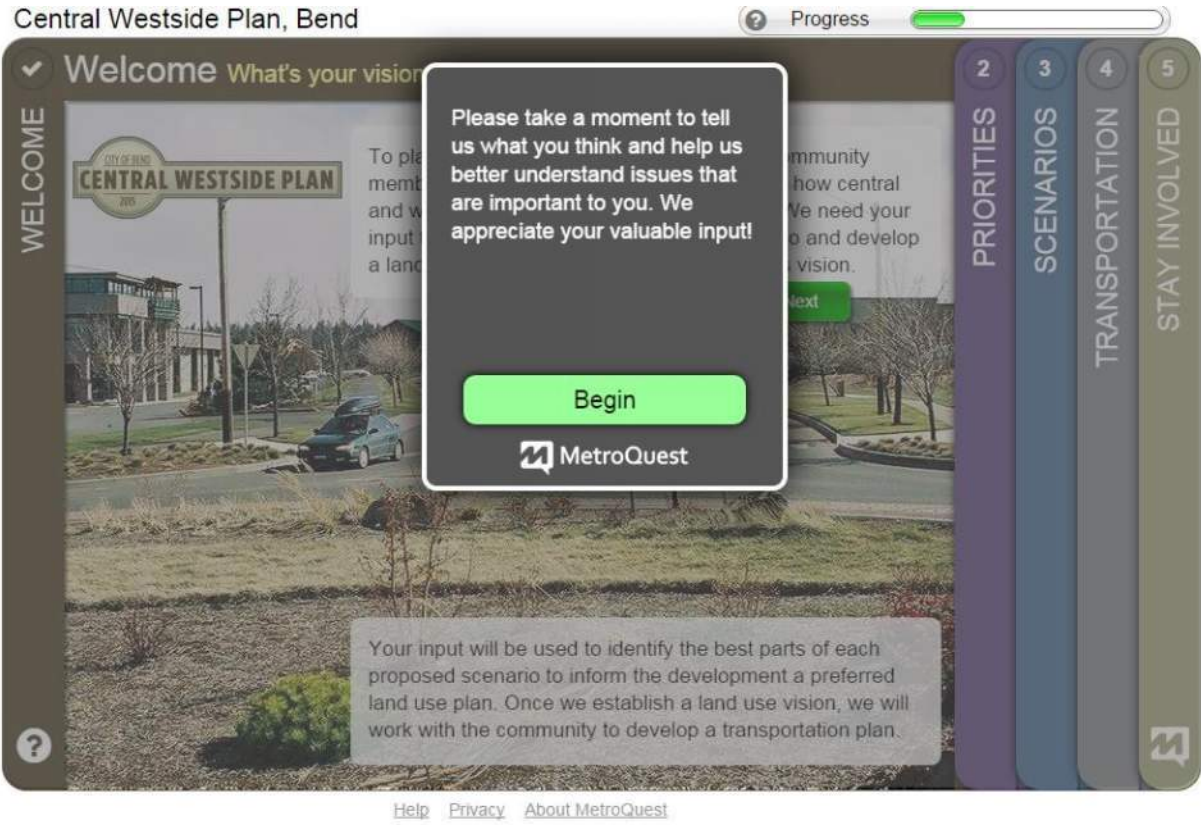 Central Westside Plan, Bend
? Progress
Welcome What's your vision
WELCOME
CITY OF BEND
CENTRAL WESTSIDE PLAN
2015
To
mmunity
how central
and
We need your
input
o and develop
a
vision.
Next
Please take a moment to tell
us what you think and help us
better understand issues that
are important to you. We
appreciate your valuable input!
Begin
MetroQuest
Your input will be used to identify the best parts of each
proposed scenario to inform the development a preferred
land use plan. Once we establish a land use vision, we will
work with the community to develop a transportation plan.
?
2
PRIORITIES
3
SCENARIOS
4
TRANSPORTATION
5
STAY INVOLVED
Help Privacy About MetroQuest